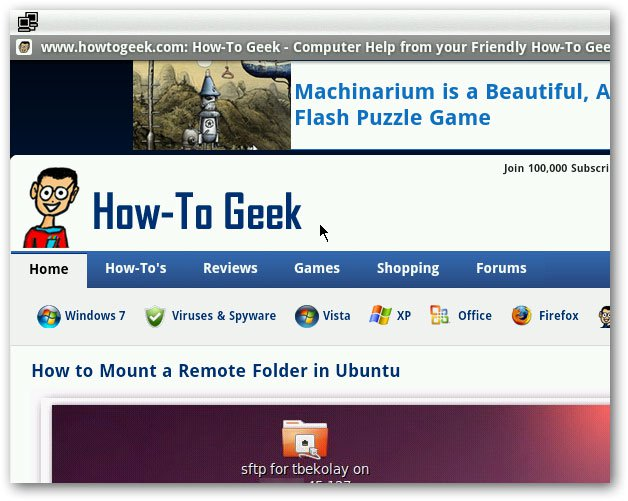 www.howtogeek.com: How-To Geek - Computer Help from your Friendly How-To Gee
Machinarium is a Beautiful, A
Flash Puzzle Game
Join 100,000 Subscri
How-To Geek
Home How-To's Reviews Games Shopping Forums
Windows 7 Viruses & Spyware Vista XP Office Firefox
How to Mount a Remote Folder in Ubuntu
sftp for tbekolay on